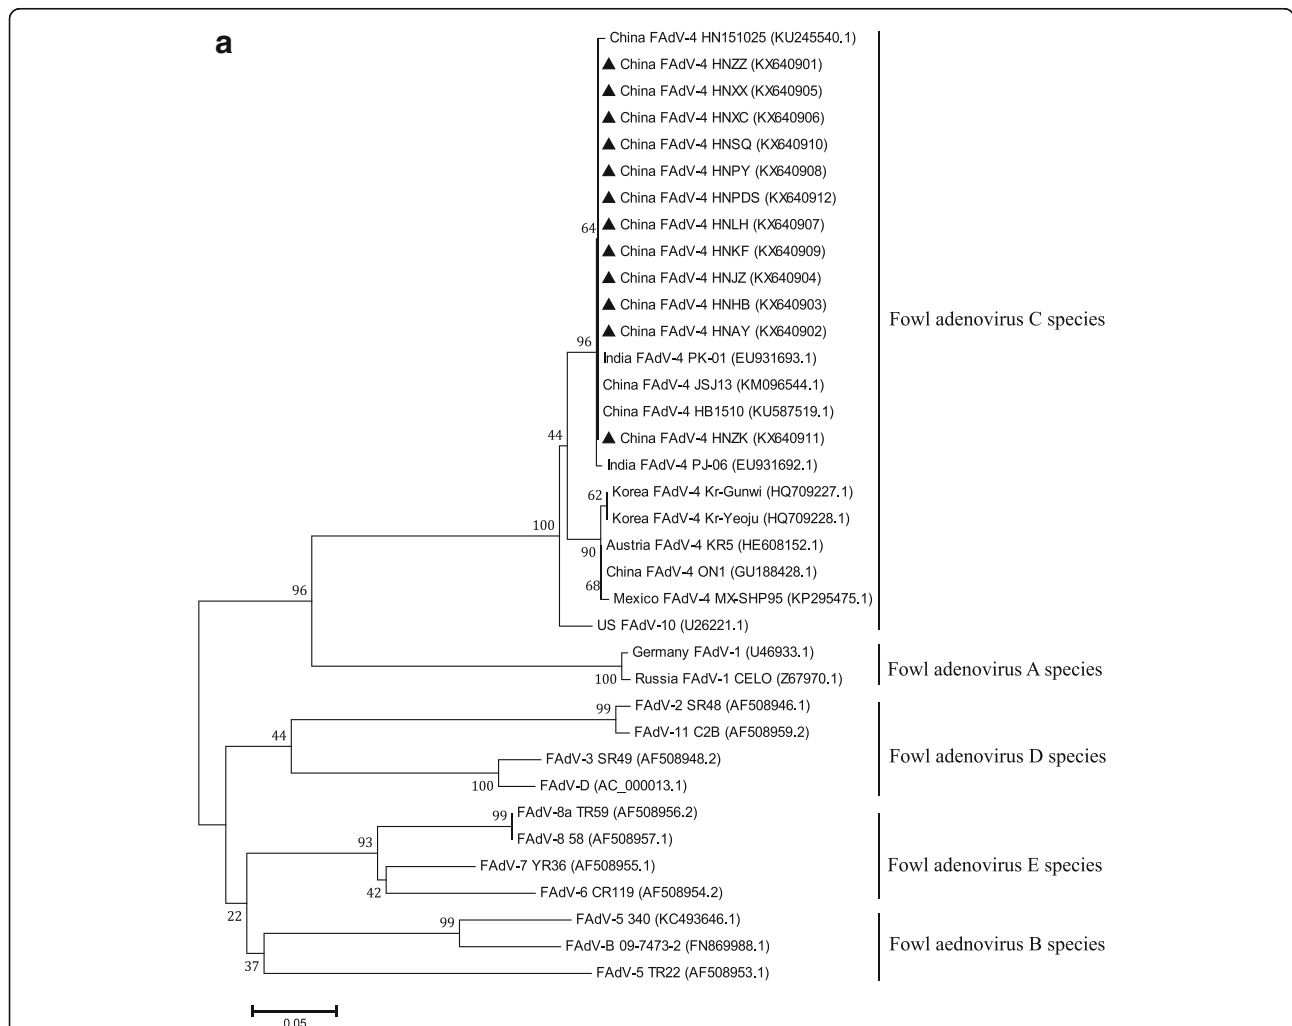 a
China FAdV-4 HN151025 (KU245540.1)
▲ China FAdV-4 HNZZ (KX640901)
▲ China FAdV-4 HNXX (KX640905)
▲ China FAdV-4 HNXC (KX640906)
▲ China FAdV-4 HNSQ (KX640910)
▲ China FAdV-4 HNPY (KX640908)
▲ China FAdV-4 HNPDS (KX640912)
▲ China FAdV-4 HNLH (KX640907)
64
▲ China FAdV-4 HNKF (KX640909)
▲ China FAdV-4 HNJZ (KX640904)
▲ China FAdV-4 HNHB (KX640903)
Fowl adenovirus C species
▲ China FAdV-4 HNAY (KX640902)
96
India FAdV-4 PK-01 (EU931693.1)
China FAdV-4 JSJ13 (KM096544.1)
China FAdV-4 HB1510 (KU587519.1)
44
▲ China FAdV-4 HNZK (KX640911)
India FAdV-4 PJ-06 (EU931692.1)
62
Korea FAdV-4 Kr-Gunwi (HQ709227.1)
Korea FAdV-4 Kr-Yeoju (HQ709228.1)
100
Austria FAdV-4 KR5 (HE608152.1)
90
China FAdV-4 ON1 (GU188428.1)
68
96
Mexico FAdV-4 MX-SHP95 (KP295475.1)
US FAdV-10 (U26221.1)
Germany FAdV-1 (U46933.1)
Fowl adenovirus A species
100
Russia FAdV-1 CELO (Z67970.1)
FAdV-2 SR48 (AF508946.1)
99
FAdV-11 C2B (AF508959.2)
44
Fowl adenovirus D species
FAdV-3 SR49 (AF508948.2)
100
FAdV-D (AC_000013.1)
FAdV-8a TR59 (AF508956.2)
99
FAdV-8 58 (AF508957.1)
93
Fowl adenovirus E species
FAdV-7 YR36 (AF508955.1)
42
FAdV-6 CR119 (AF508954.2)
22
FAdV-5 340 (KC493646.1)
99
Fowl aednovirus B species
FAdV-B 09-7473-2 (FN869988.1)
37
FAdV-5 TR22 (AF508953.1)
0.05